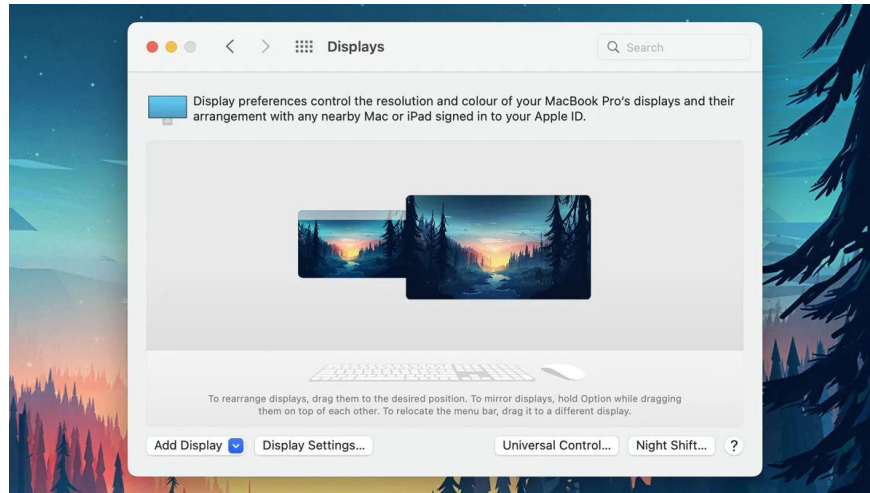 Displays
Search
Display preferences control the resolution and colour of your MacBook Pro's displays and their
arrangement with any nearby Mac or iPad signed in to your Apple ID.
To rearrange displays, drag them to the desired position. To mirror displays, hold Option while dragging
them on top of each other. To relocate the menu bar, drag it to a different display.
Add Display
Display Settings...
Universal Control...
Night Shift...
?